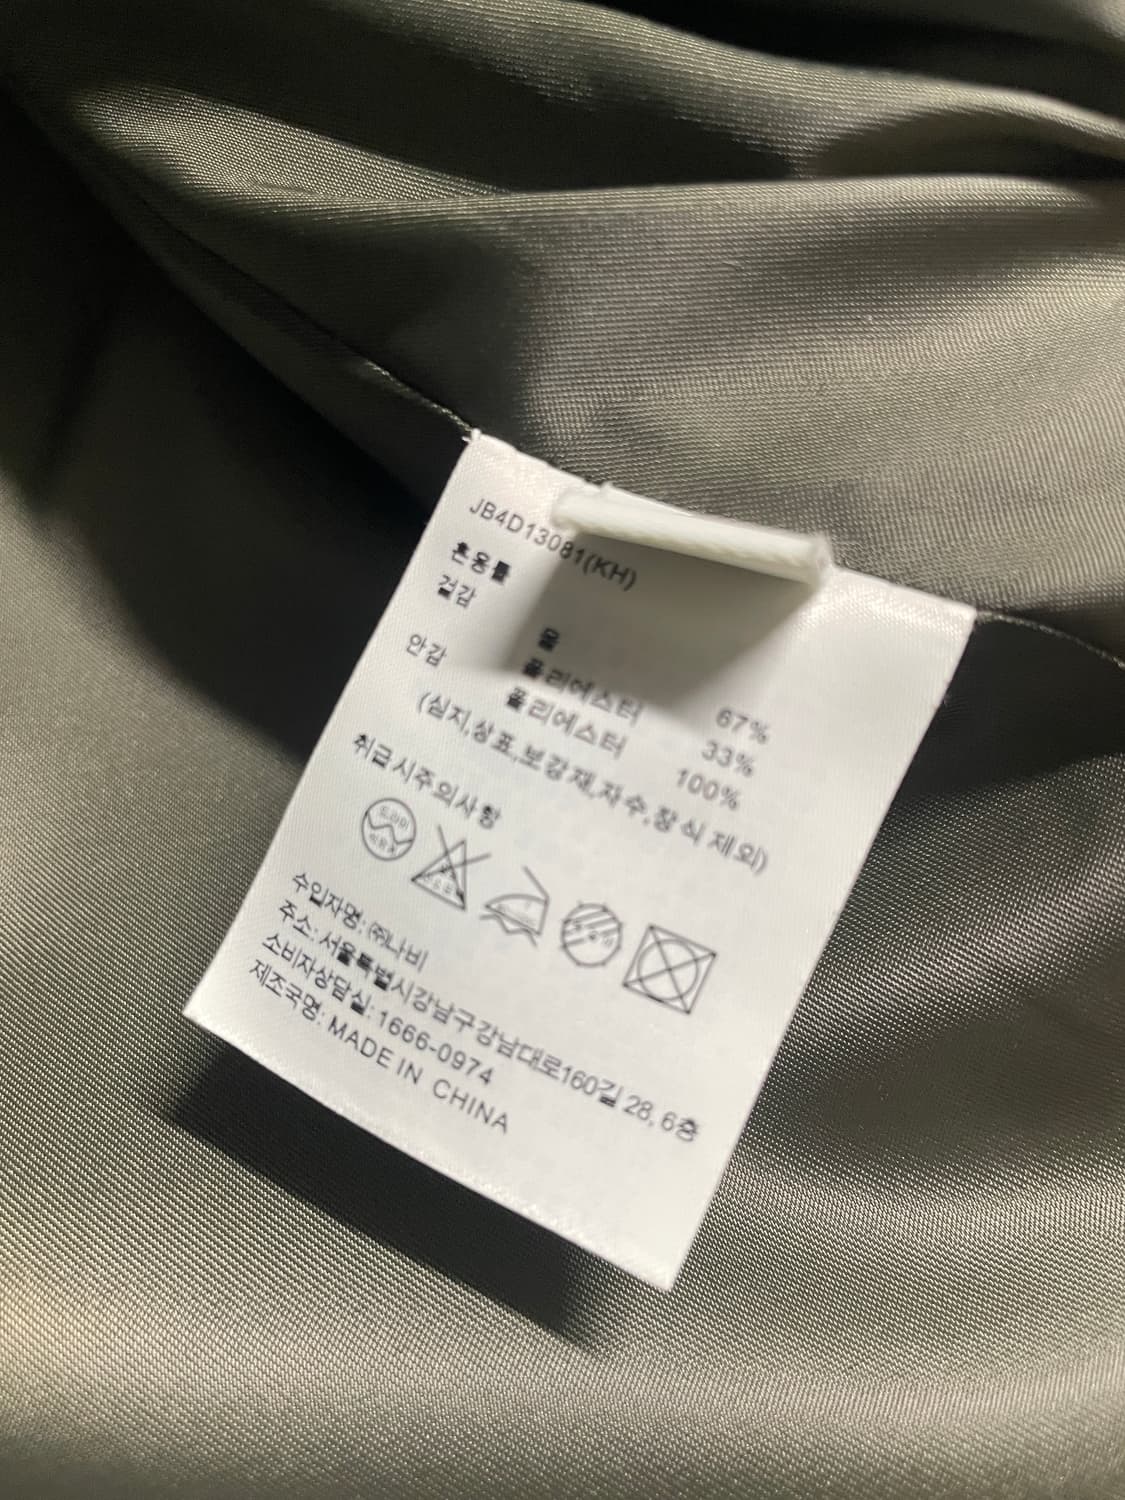 JB4D13081(KH)
혼용률
겉감
울 67%
폴리에스터 33%
안감 폴리에스터 100%
(심지,상표,보강재,자수,장식 제외)
취급시주의사항
드라이
수입자명: ㈜나비
주소: 서울특별시강남구강남대로160길 28, 6층
소비자상담실: 1666-0974
제조국명: MADE IN CHINA